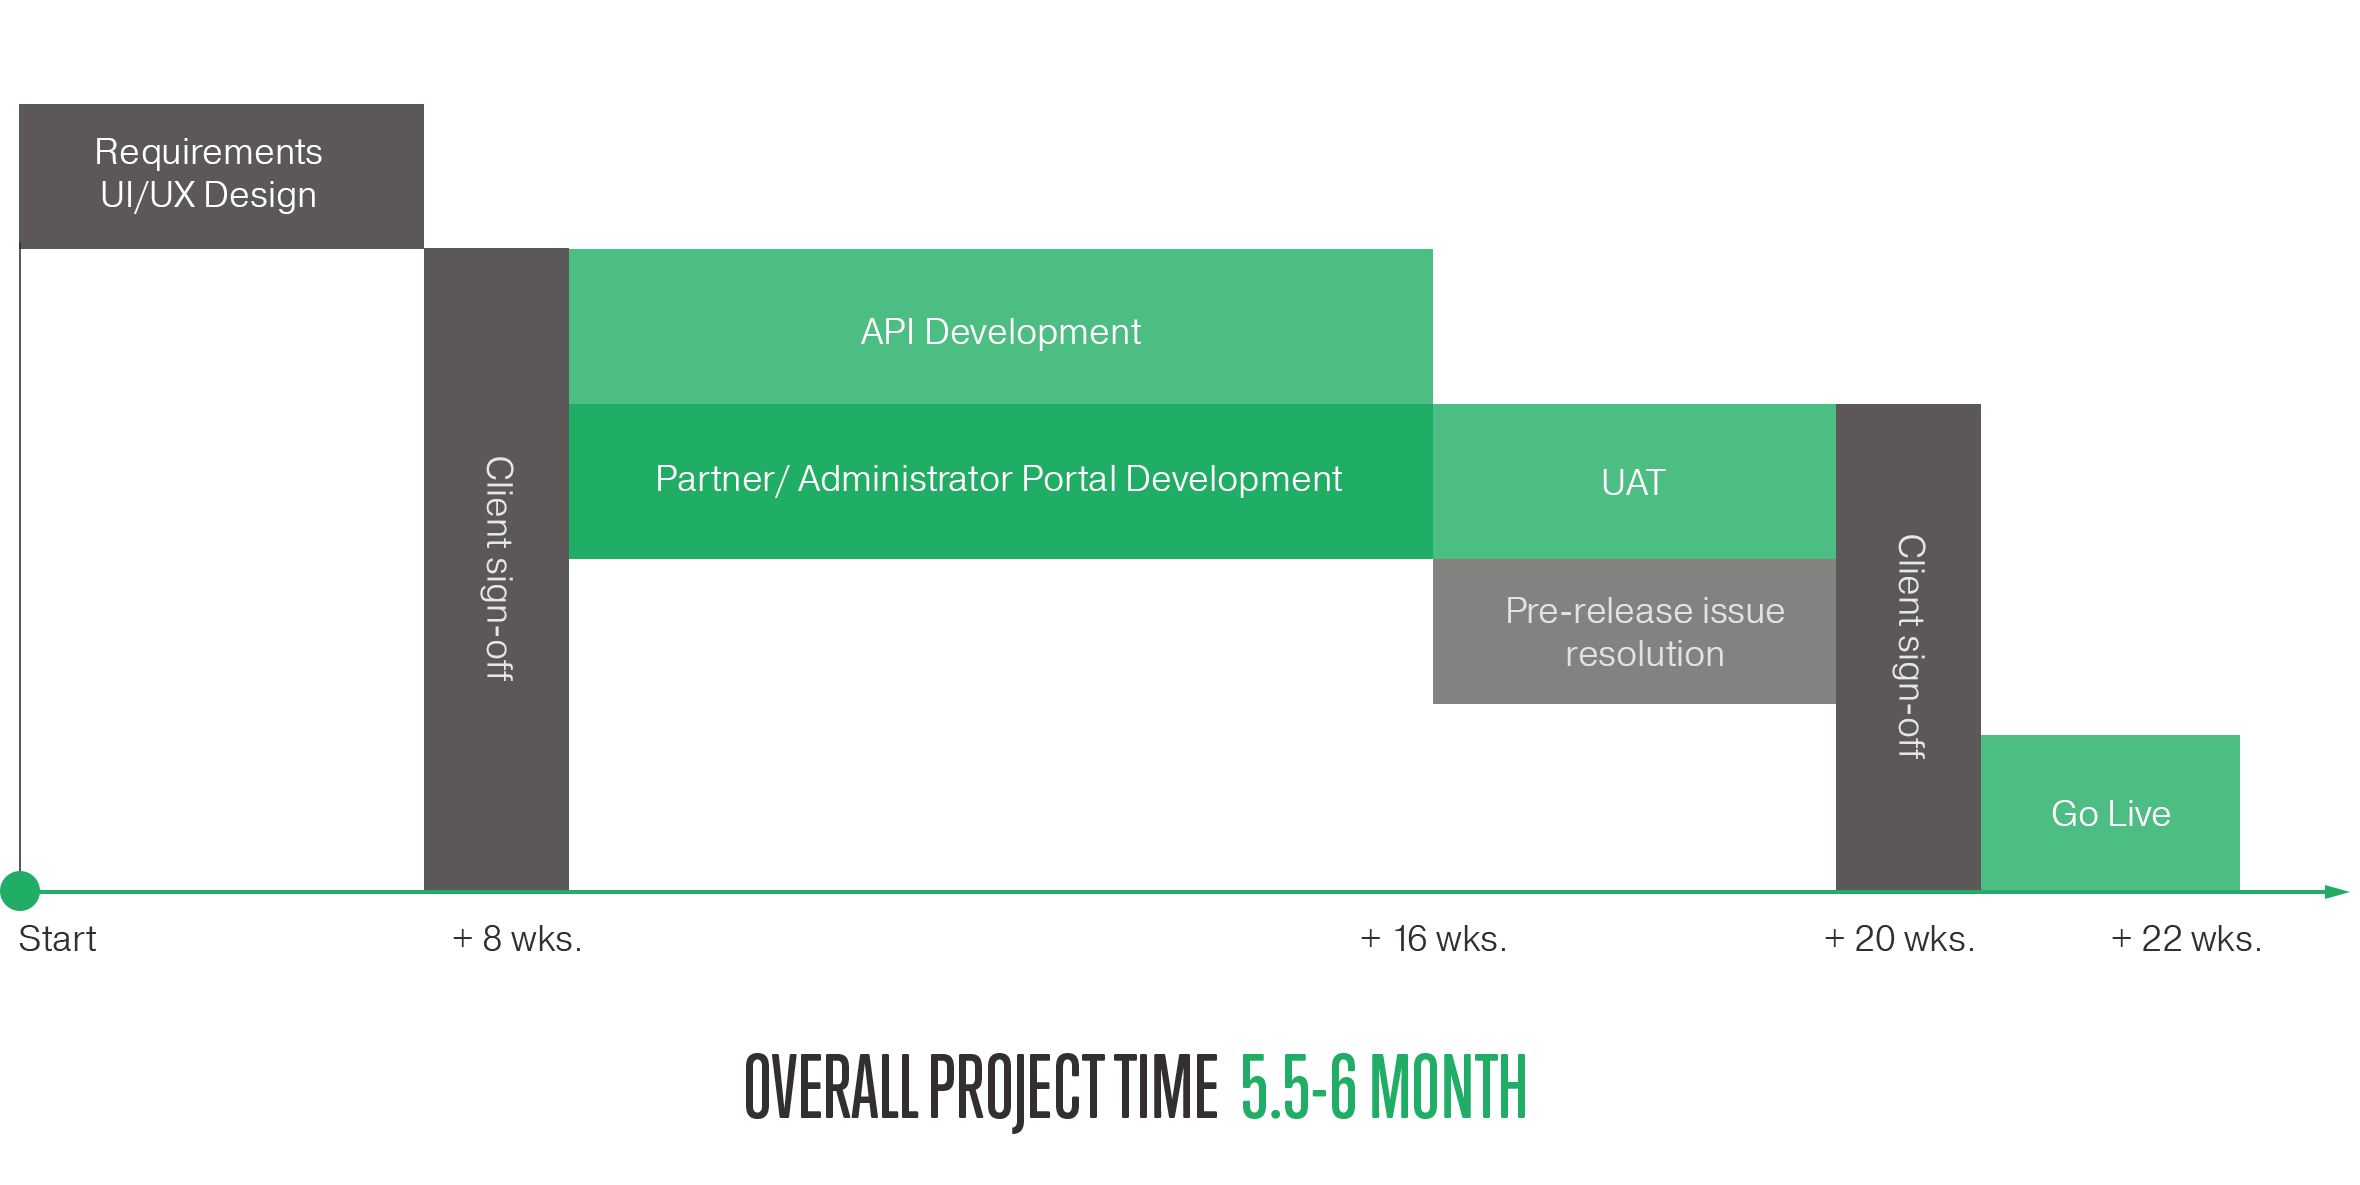 Requirements
UI/UX Design
Client sign-off
API Development
Partner/ Administrator Portal Development
UAT
Pre-release issue
resolution
Client sign-off
Go Live
Start
+ 8 wks.
+ 16 wks.
+ 20 wks.
+ 22 wks.
OVERALL PROJECT TIME 5.5-6 MONTH